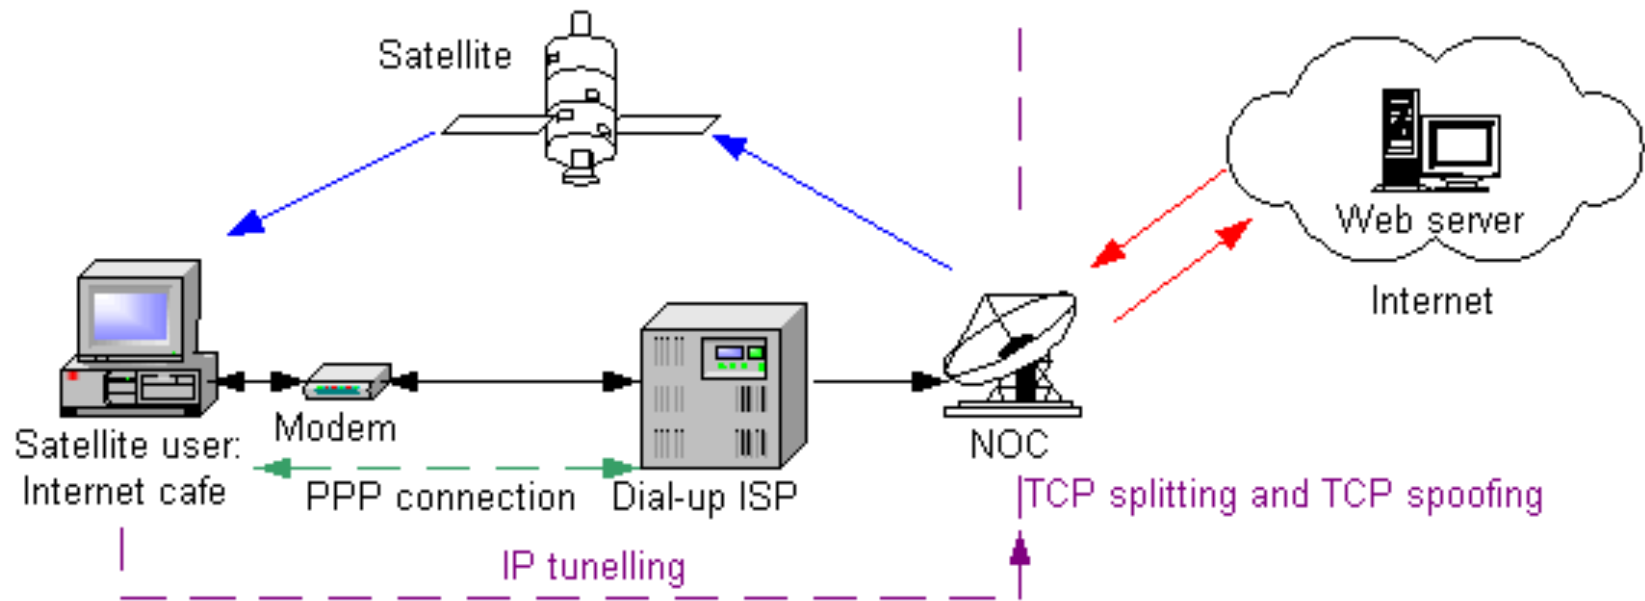 Satellite
Web server
Internet
Modem
NOC
Satellite user:
Internet cafe
PPP connection
Dial-up ISP
TCP splitting and TCP spoofing
IP tunelling